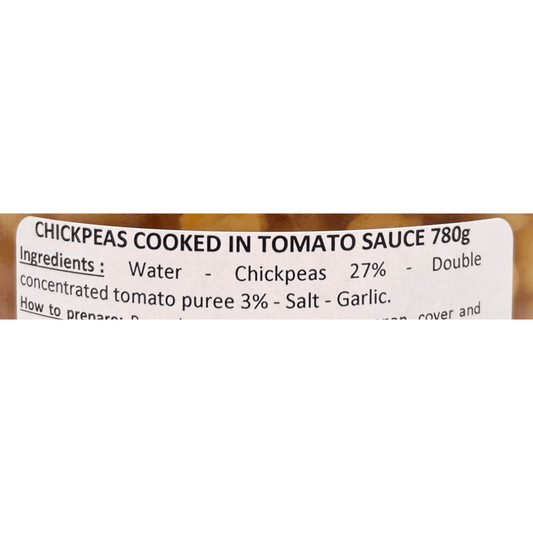 CHICKPEAS COOKED IN TOMATO SAUCE 780g
Ingredients : Water - Chickpeas 27% - Double
concentrated tomato puree 3% - Salt - Garlic.
How to prepare: cover and